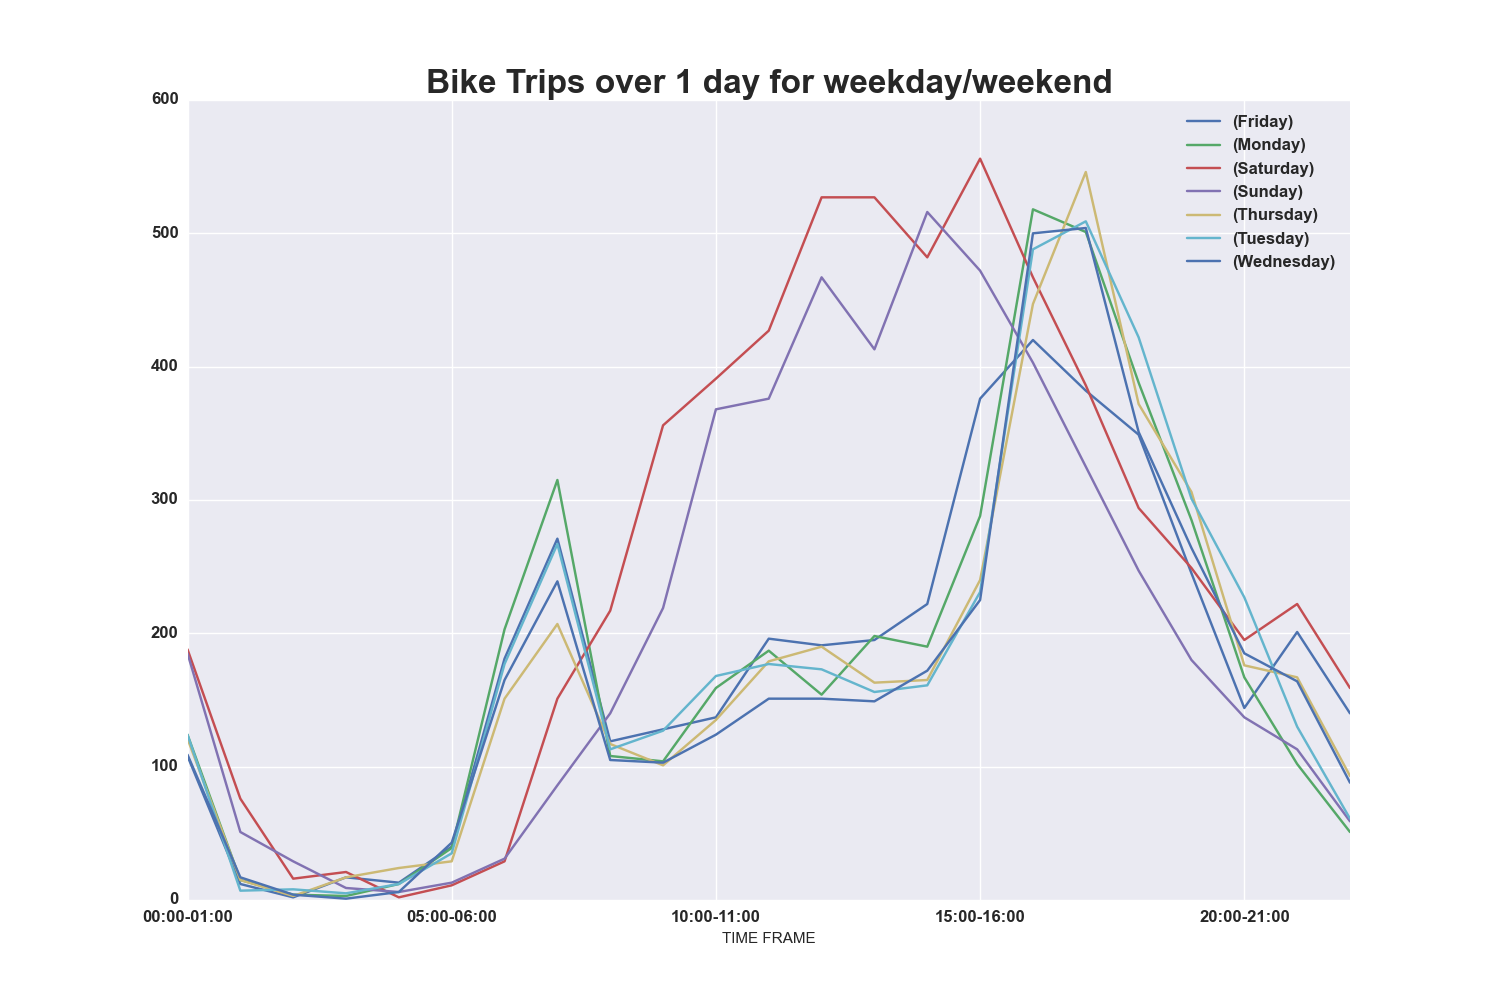 Bike Trips over 1 day for weekday/weekend
600
500
400
300
200
100
0
(Friday)
(Monday)
(Saturday)
(Sunday)
(Thursday)
(Tuesday)
(Wednesday)
00:00-01:00 05:00-06:00 10:00-11:00 15:00-16:00 20:00-21:00
TIME FRAME